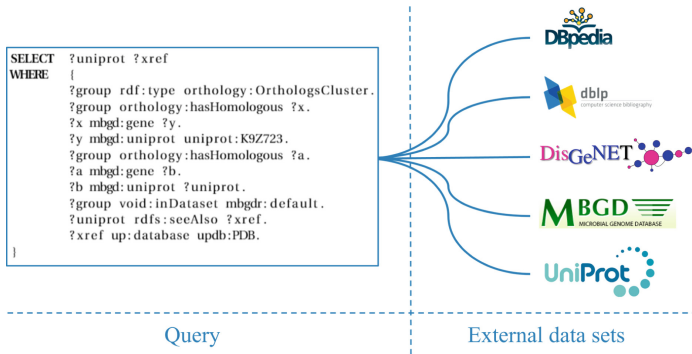 SELECT ?uniprot ?xref
WHERE {
?group rdf:type orthology:OrthologsCluster.
?group orthology:hasHomologous ?x.
?x mbgd:gene ?y.
?y mbgd:uniprot uniprot:K9Z723.
?group orthology:hasHomologous ?a.
?a mbgd:gene ?b.
?b mbgd:uniprot ?uniprot.
?group void:inDataset mbgdr:default.
?uniprot rdfs:seeAlso ?xref.
?xref up:database updb:PDB.
}
DBpedia
dblp
computer science bibliography
DisGeNET
MBGD
MICROBIAL GENOME DATABASE
UniProt
Query
External data sets